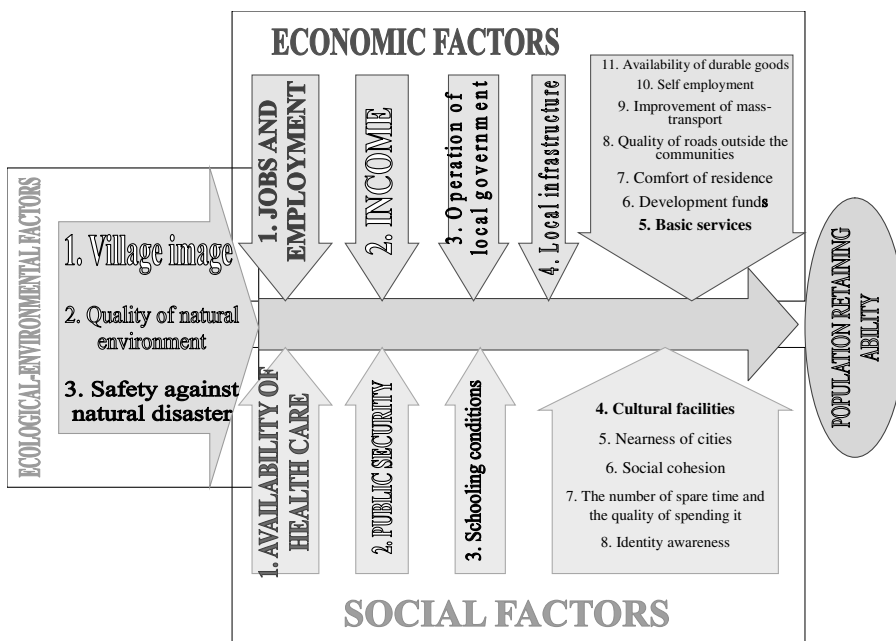 ECONOMIC FACTORS
1. JOBS AND
EMPLOYMENT
2. INCOME
3. Operation of
local government
4. Local infrastructure
11. Availability of durable goods
10. Self employment
9. Improvement of mass-
transport
8. Quality of roads outside the
communities
7. Comfort of residence
6. Development funds
5. Basic services
ECOLOGICAL-ENVIRONMENTAL FACTORS
1. Village image
2. Quality of natural
environment
3. Safety against
natural disaster
POPULATION RETAINING
ABILITY
1. AVAILABILITY OF
HEALTH CARE
2. PUBLIC SECURITY
3. Schooling conditions
4. Cultural facilities
5. Nearness of cities
6. Social cohesion
7. The number of spare time and
the quality of spending it
8. Identity awareness
SOCIAL FACTORS